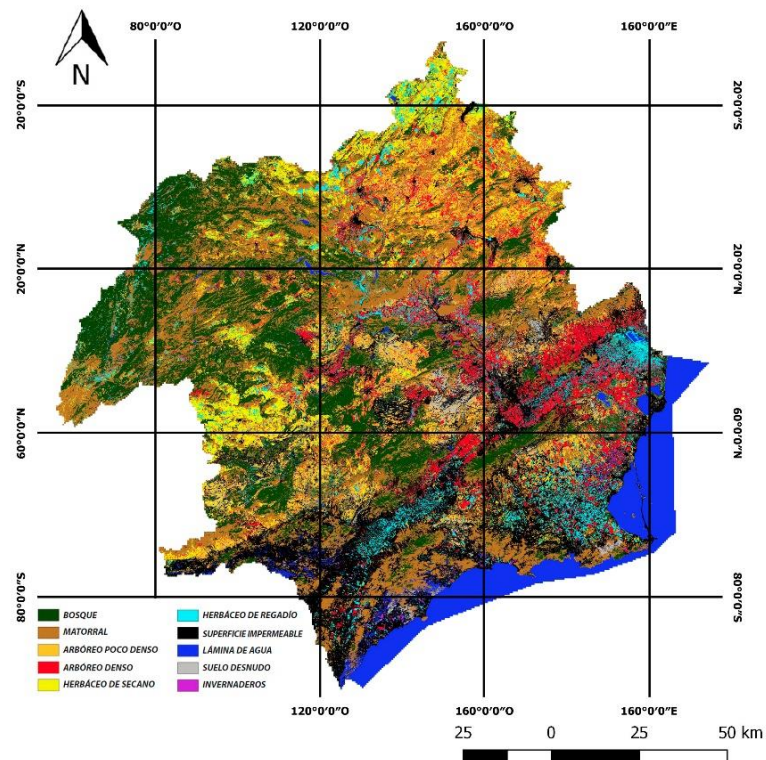 80°0'0"O 120°0'0"O 160°0'0"O 160°0'0"E
N
20°0'0"S 20°0'0"S
20°0'0"N 20°0'0"N
60°0'0"N 60°0'0"N
80°0'0"S 80°0'0"S
BOSQUE
MATORRAL
ARBÓREO POCO DENSO
ARBÓREO DENSO
HERBÁCEO DE SECANO
HERBÁCEO DE REGADÍO
SUPERFICIE IMPERMEABLE
LÁMINA DE AGUA
SUELO DESNUDO
INVERNADEROS
120°0'0"O 160°0'0"O 160°0'0"E
25 0 25 50 km